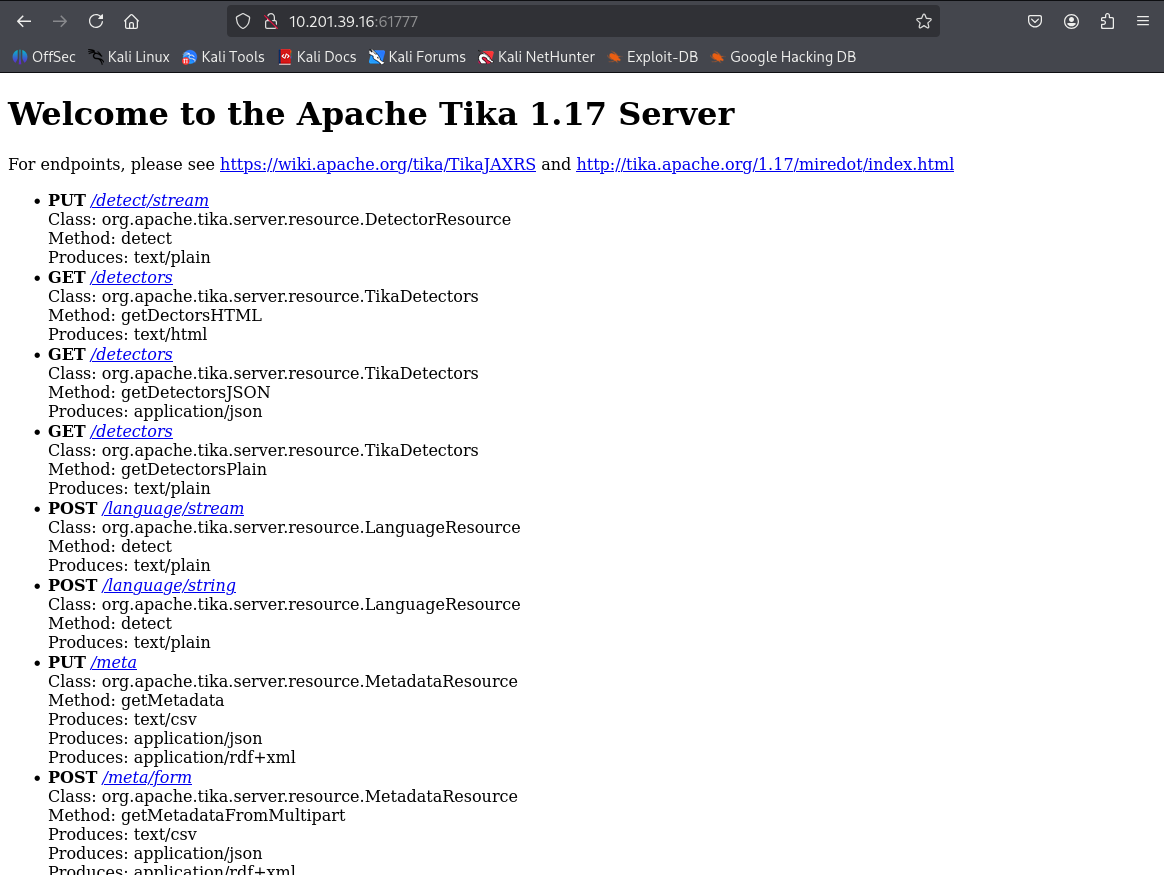 10.201.39.16:61777
OffSec Kali Linux Kali Tools Kali Docs Kali Forums Kali NetHunter Exploit-DB Google Hacking DB
Welcome to the Apache Tika 1.17 Server
For endpoints, please see https://wiki.apache.org/tika/TikaJAXRS and http://tika.apache.org/1.17/miredot/index.html
• PUT /detect/stream
Class: org.apache.tika.server.resource.DetectorResource
Method: detect
Produces: text/plain
• GET /detectors
Class: org.apache.tika.server.resource.TikaDetectors
Method: getDectorsHTML
Produces: text/html
• GET /detectors
Class: org.apache.tika.server.resource.TikaDetectors
Method: getDetectorsJSON
Produces: application/json
• GET /detectors
Class: org.apache.tika.server.resource.TikaDetectors
Method: getDetectorsPlain
Produces: text/plain
• POST /language/stream
Class: org.apache.tika.server.resource.LanguageResource
Method: detect
Produces: text/plain
• POST /language/string
Class: org.apache.tika.server.resource.LanguageResource
Method: detect
Produces: text/plain
• PUT /meta
Class: org.apache.tika.server.resource.MetadataResource
Method: getMetadata
Produces: text/csv
Produces: application/json
Produces: application/rdf+xml
• POST /meta/form
Class: org.apache.tika.server.resource.MetadataResource
Method: getMetadataFromMultipart
Produces: text/csv
Produces: application/json
Produces: application/rdf+xml